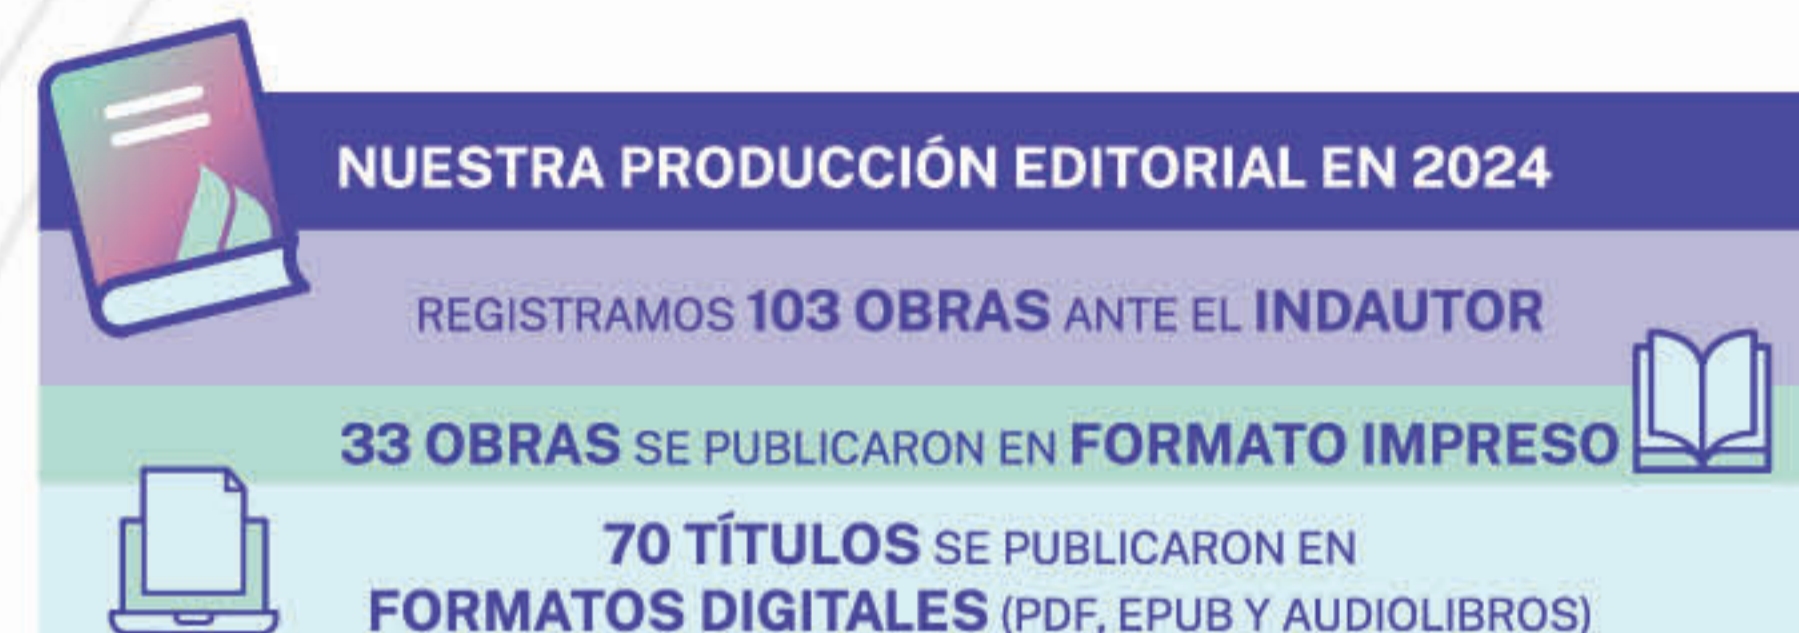 NUESTRA PRODUCCIÓN EDITORIAL EN 2024
REGISTRAMOS 103 OBRAS ANTE EL INDAUTOR
33 OBRAS SE PUBLICARON EN FORMATO IMPRESO
70 TÍTULOS SE PUBLICARON EN
FORMATOS DIGITALES (PDF, EPUB Y AUDIOLIBROS)